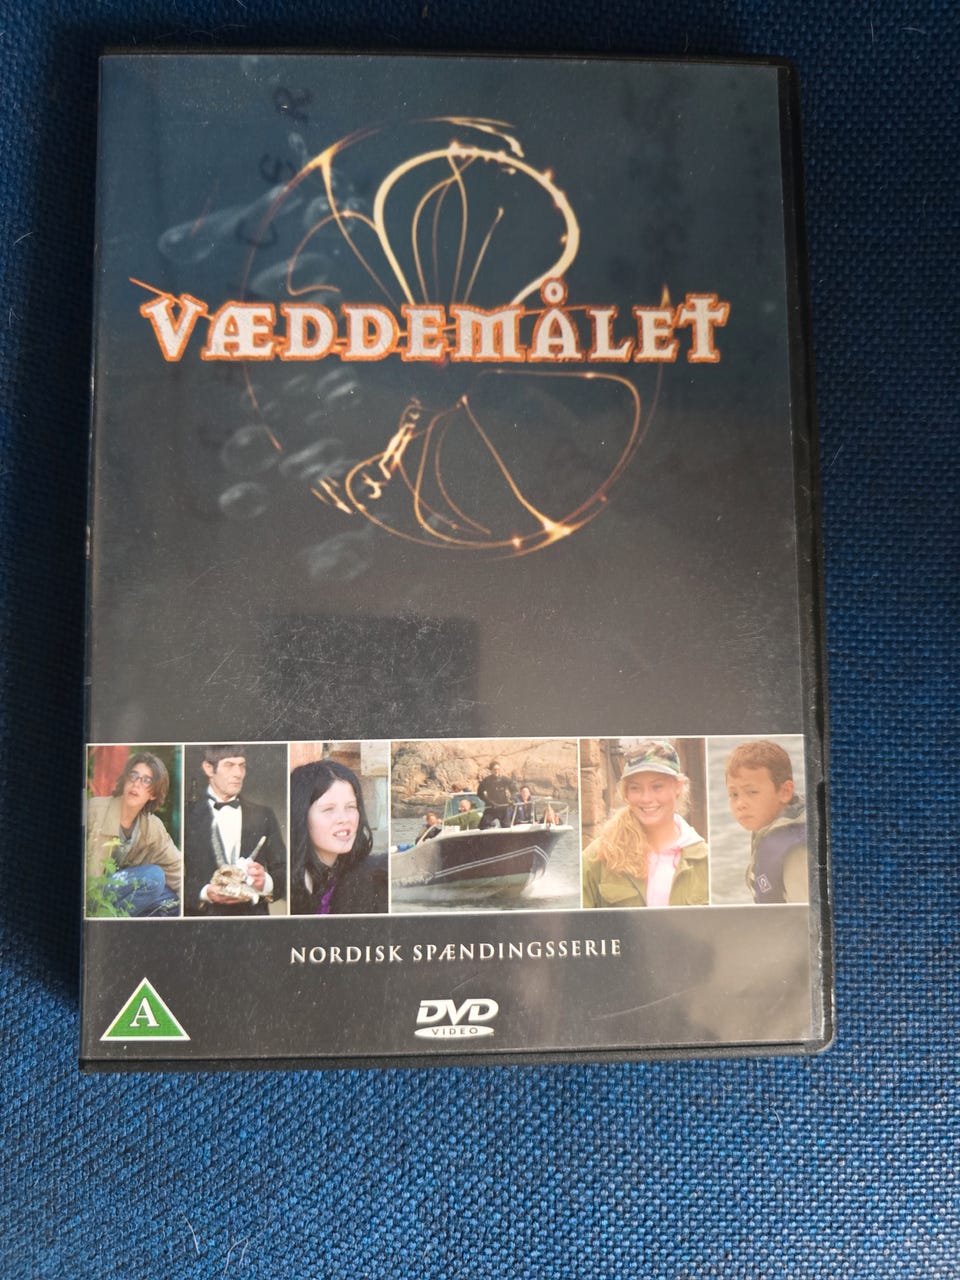 VÆDDEMÅLET
NORDISK SPÆNDINGSSERIE
A
DVD
VIDEO